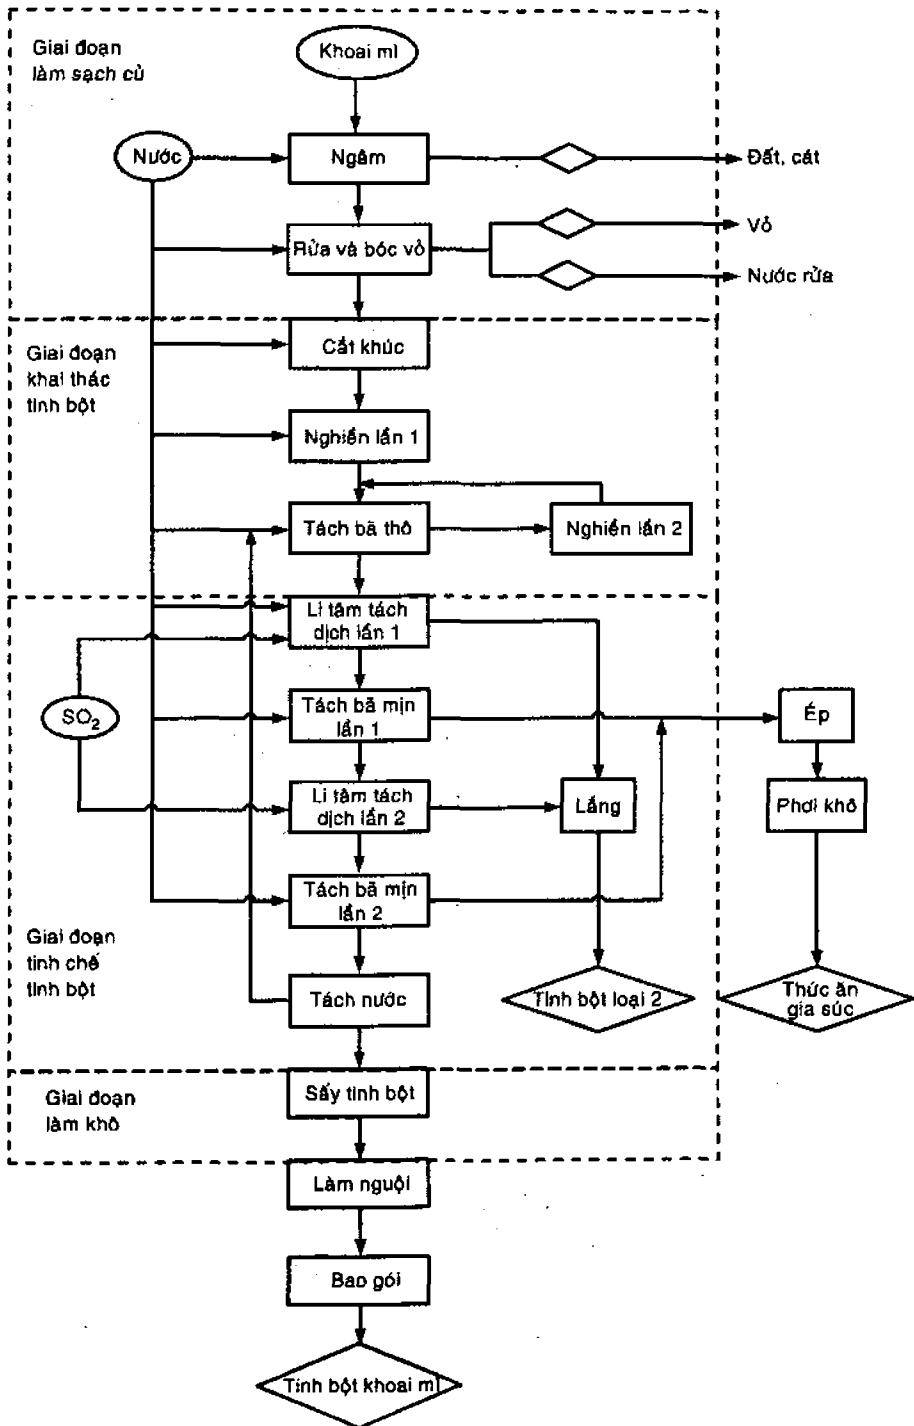 Giai đoạn
làm sạch củ
Khoai mì
Nước
Ngâm
Đất, cát
Rửa và bóc vỏ
Vỏ
Nước rửa
Giai đoạn
khai thác
tinh bột
Cắt khúc
Nghiền lần 1
Tách bã thô
Nghiền lần 2
Li tâm tách
dịch lần 1
SO₂
Tách bã mịn
lần 1
Ép
Li tâm tách
dịch lần 2
Lắng
Phơi khô
Tách bã mịn
lần 2
Giai đoạn
tinh chế
tinh bột
Tách nước
Tinh bột loại 2
Thức ăn
gia súc
Giai đoạn
làm khô
Sấy tinh bột
Làm nguội
Bao gói
Tinh bột khoai mì